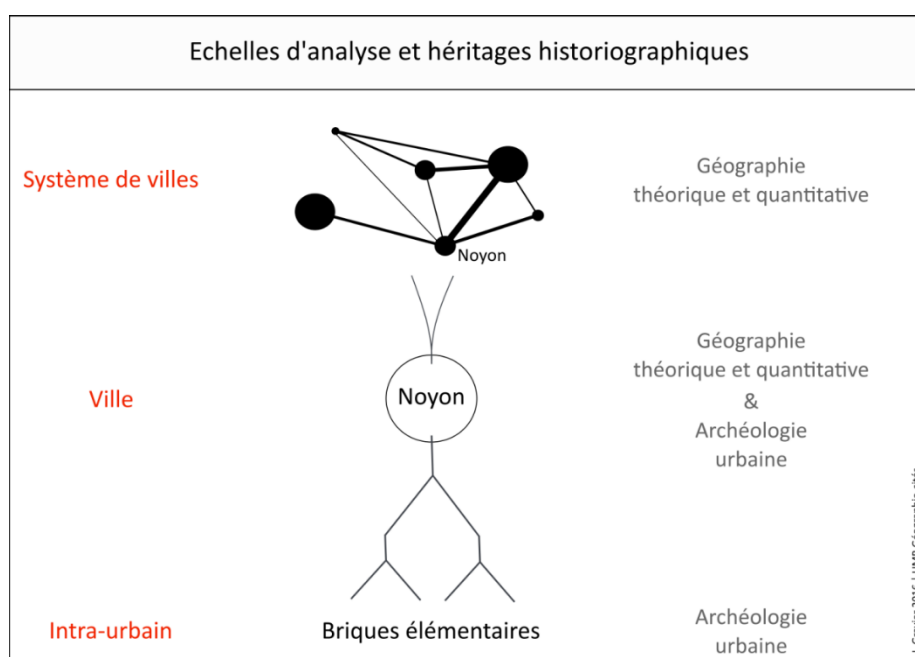 Echelles d'analyse et héritages historiographiques
Système de villes
Noyon
Géographie
théorique et quantitative
Ville
Noyon
Géographie
théorique et quantitative
&
Archéologie
urbaine
Intra-urbain
Briques élémentaires
Archéologie
urbaine